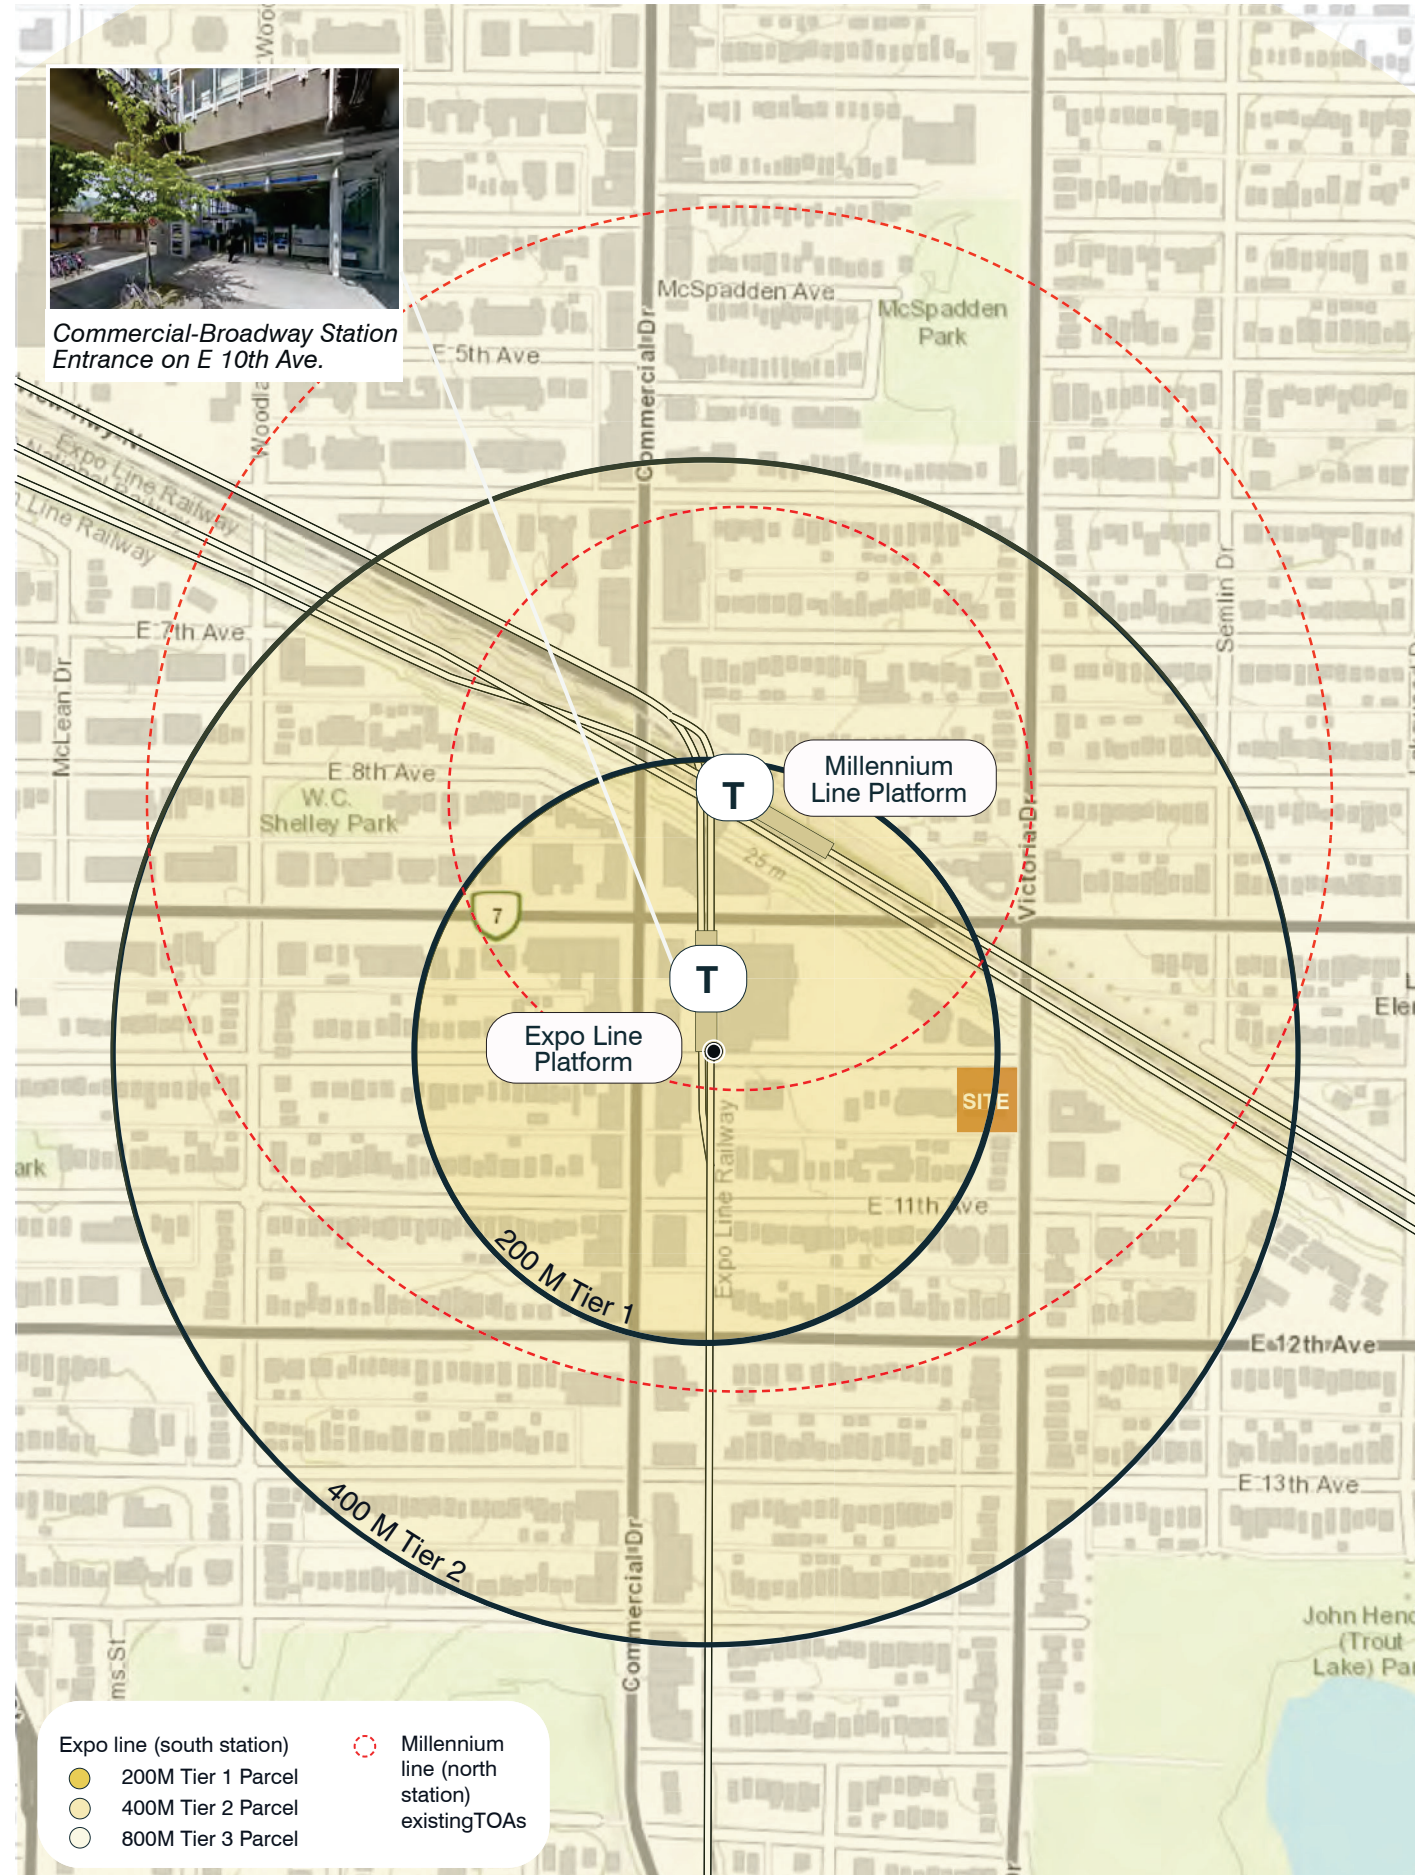 Commercial-Broadway Station
Entrance on E 10th Ave.
McSpadden Ave
McSpadden
Park
E 5th Ave
Commercial Dr
Expo Line Railway
Line Railway
Semlin Dr
E 7th Ave
McLean Dr
E 8th Ave
W.C.
Shelley Park
T
Millennium
Line Platform
25 m
Victoria Dr
7
T
Expo Line
Platform
SITE
Expo Line Railway
E 11th Ave
200 M Tier 1
E 12th Ave
E 13th Ave
400 M Tier 2
Commercial Dr
(Trout
Lake)
Expo line (south station)
200M Tier 1 Parcel
400M Tier 2 Parcel
800M Tier 3 Parcel
Millennium
line (north
station)
existingTOAs